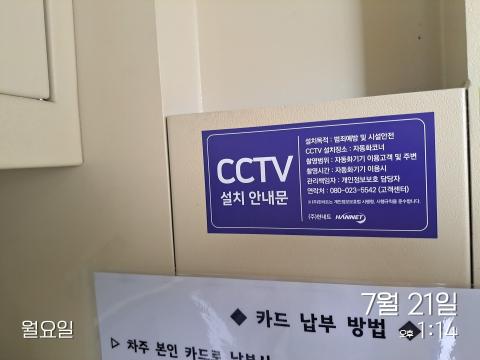 CCTV
설치 안내문
설치목적 : 범죄예방 및 시설안전
CCTV 설치장소 : 자동화코너
촬영범위 : 자동화기기 이용고객 및 주변
촬영시간 : 자동화기기 이용시
관리책임자 : 개인정보보호 담당자
연락처 : 080-023-5542 (고객센터)
(주)한네트 HANNET
◆ 카드 납부 방법 ◆
▷ 차주 본인 카드로
월요일
7월 21일
오후 1:14